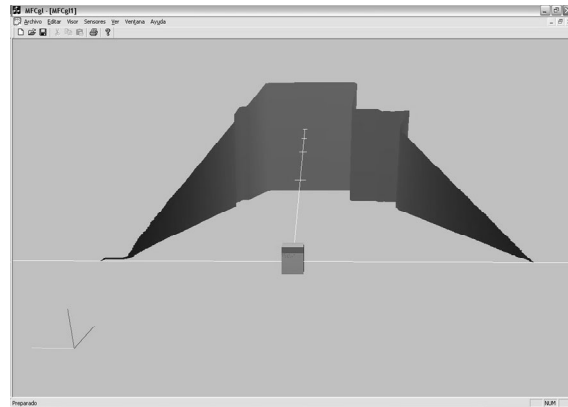 MFCgl - [MFCgl1]
Archivo Editar Visor Sensores Ver Ventana Ayuda
Preparado
NUM